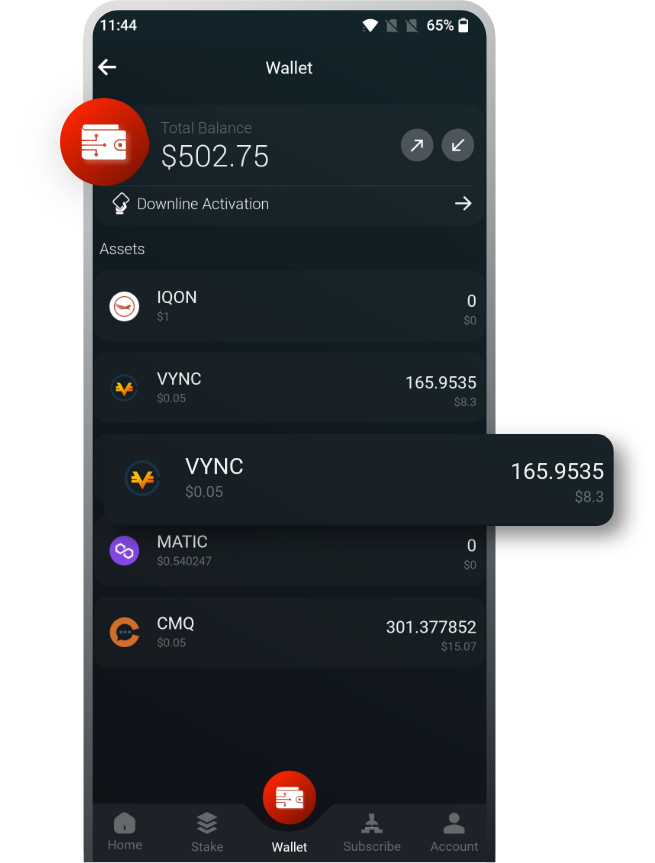 11:44
65%
Wallet
Total Balance
$502.75
Downline Activation
Assets
IQON
0
$1
$0
VYNC
165.9535
$0.05
$8.3
VYNC
165.9535
$0.05
$8.3
MATIC
0
$0.540247
$0
CMQ
301.377852
$0.05
$15.07
Home
Stake
Wallet
Subscribe
Account